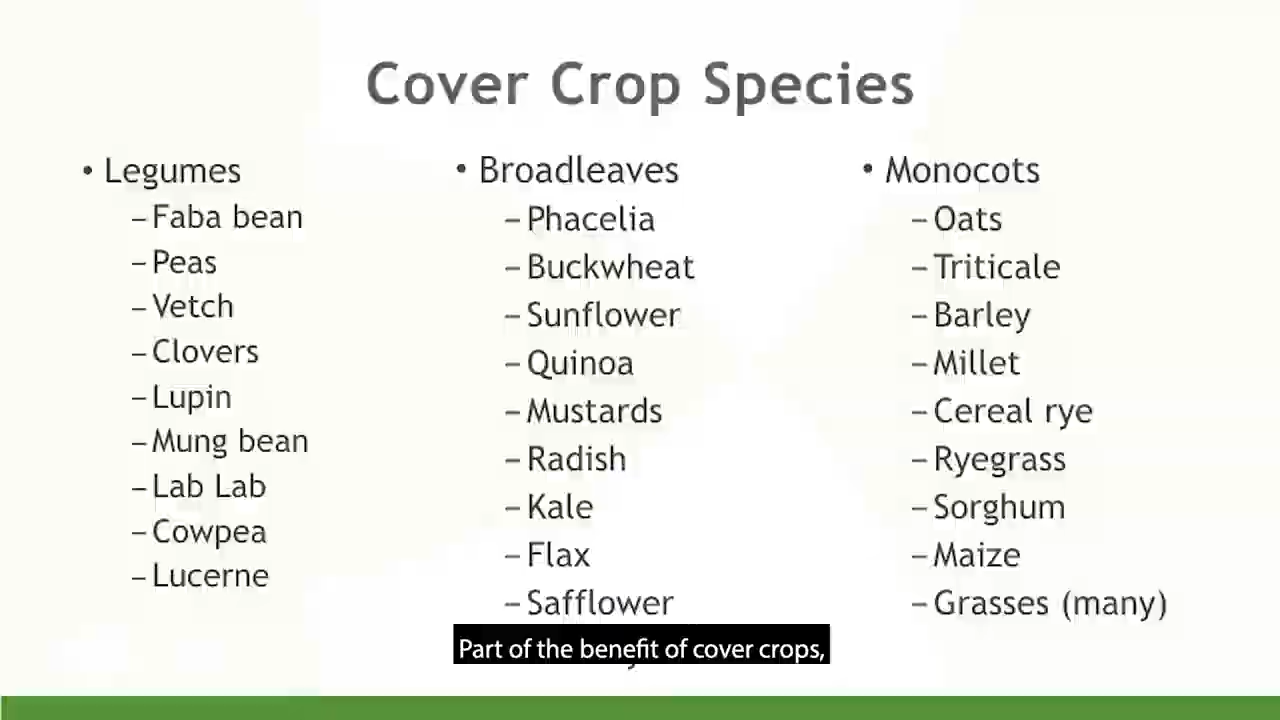 Cover Crop Species
• Legumes
– Faba bean
– Peas
– Vetch
– Clovers
– Lupin
– Mung bean
– Lab Lab
– Cowpea
– Lucerne
• Broadleaves
– Phacelia
– Buckwheat
– Sunflower
– Quinoa
– Mustards
– Radish
– Kale
– Flax
– Safflower
• Monocots
– Oats
– Triticale
– Barley
– Millet
– Cereal rye
– Ryegrass
– Sorghum
– Maize
– Grasses (many)
Part of the benefit of cover crops,